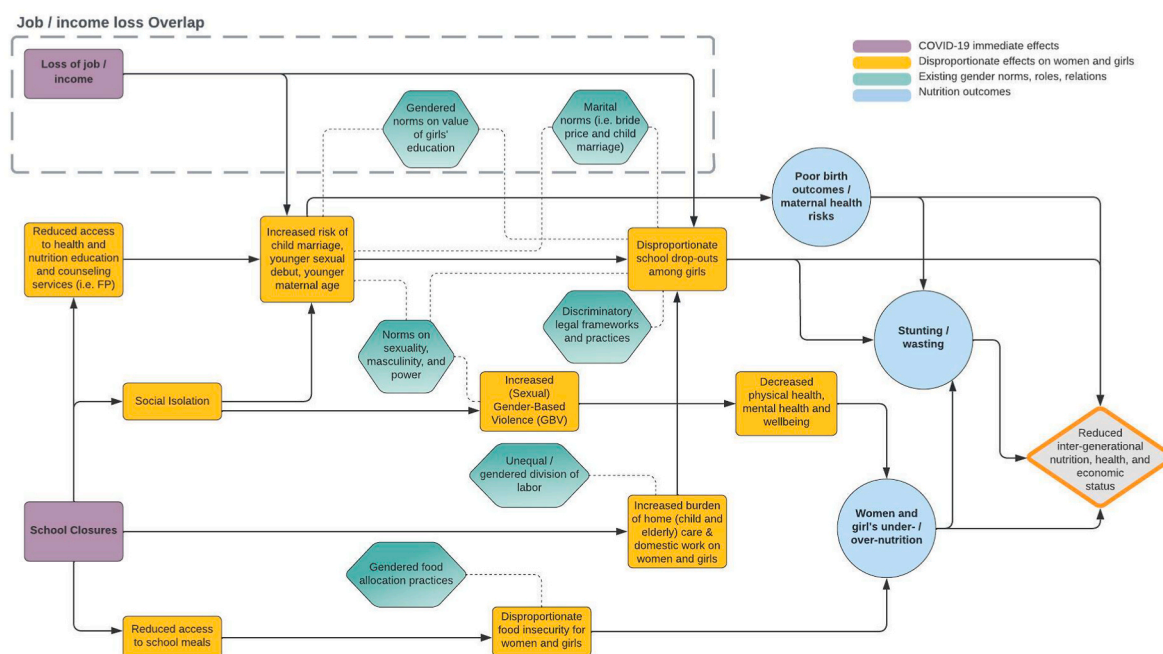 Job / income loss Overlap
Loss of job /
income
COVID-19 immediate effects
Disproportionate effects on women and girls
Existing gender norms, roles, relations
Nutrition outcomes
Gendered
norms on value
of girls'
education
Marital
norms (i.e. bride
price and child
marriage)
Poor birth
outcomes /
maternal health
risks
Reduced access
to health and
nutrition education
and counseling
services (i.e. FP)
Increased risk of
child marriage,
younger sexual
debut, younger
maternal age
Disproportionate
school drop-outs
among girls
Norms on
sexuality,
masculinity, and
power
Discriminatory
legal frameworks
and practices
Stunting /
wasting
Social Isolation
Increased
(Sexual)
Gender-Based
Violence (GBV)
Decreased
physical health,
mental health and
wellbeing
Reduced
inter-generational
nutrition, health, and
economic
status
Unequal /
gendered division of
labor
School Closures
Increased burden
of home (child and
elderly) care &
domestic work on
women and girls
Women and
girl's under- /
over-nutrition
Gendered food
allocation practices
Reduced access
to school meals
Disproportionate
food insecurity for
women and girls